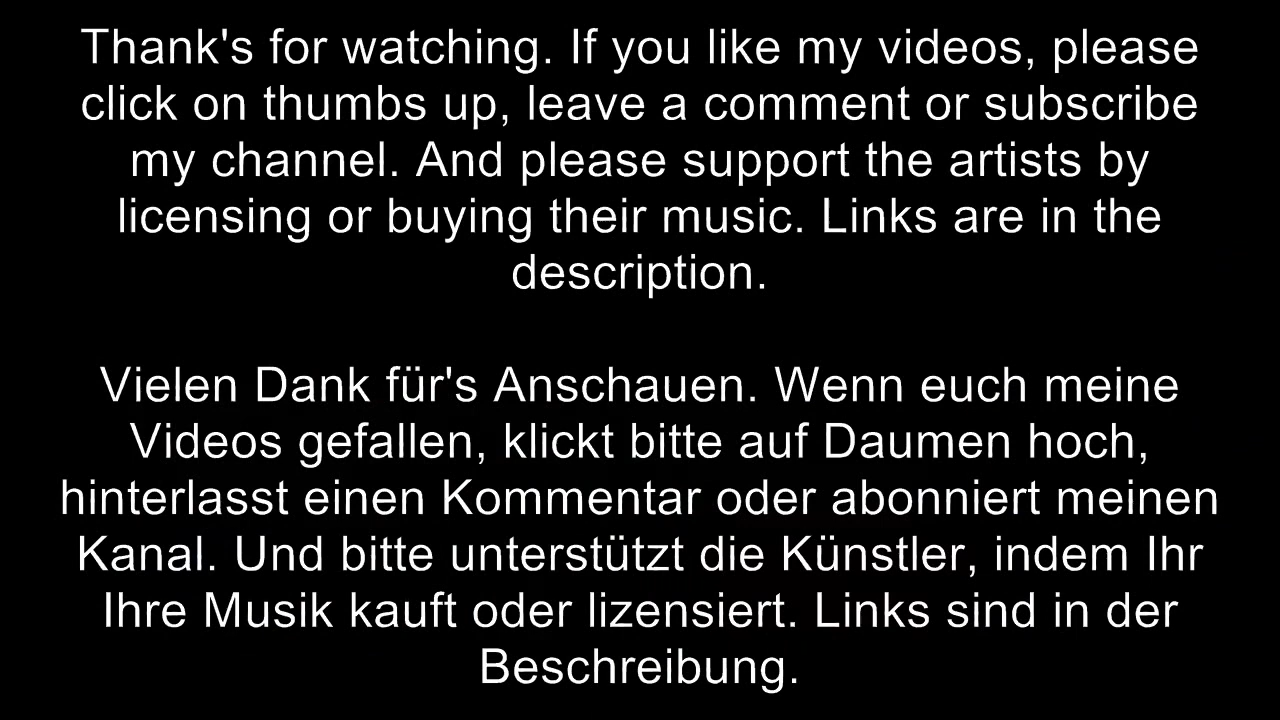 Thank's for watching. If you like my videos, please
click on thumbs up, leave a comment or subscribe
my channel. And please support the artists by
licensing or buying their music. Links are in the
description.
Vielen Dank für's Anschauen. Wenn euch meine
Videos gefallen, klickt bitte auf Daumen hoch,
hinterlasst einen Kommentar oder abonniert meinen
Kanal. Und bitte unterstützt die Künstler, indem Ihr
Ihre Musik kauft oder lizensiert. Links sind in der
Beschreibung.